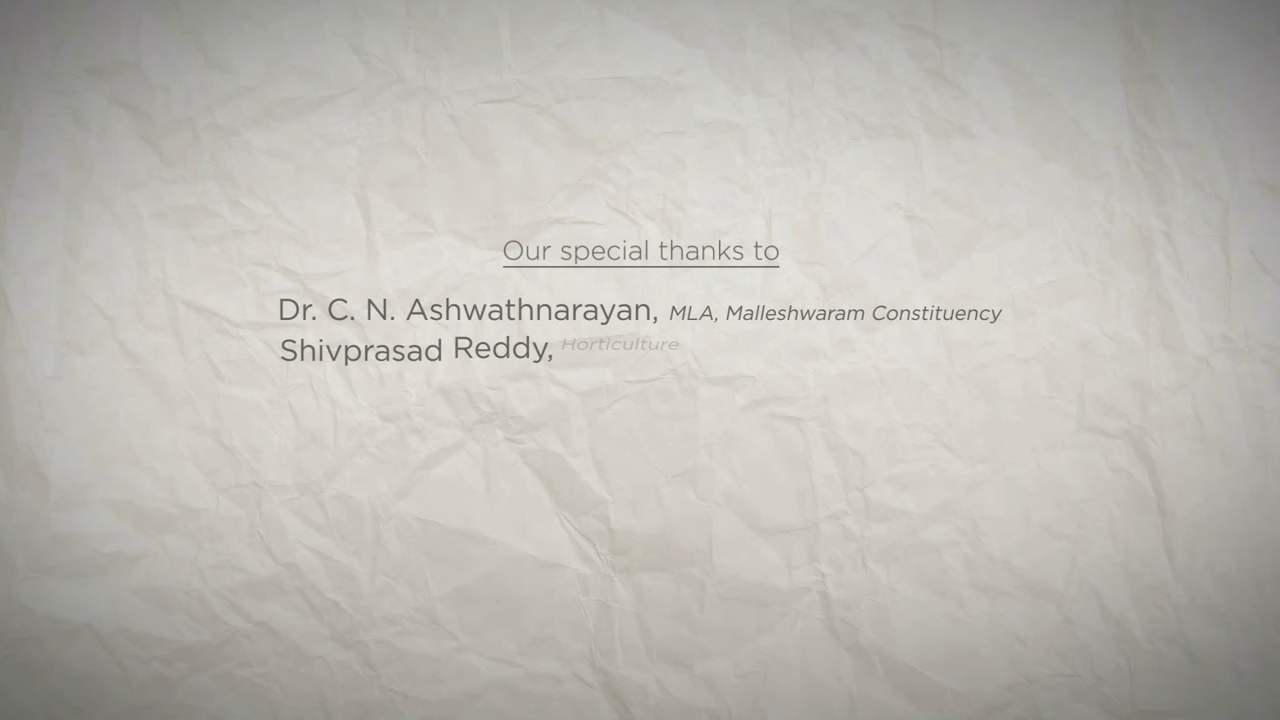 Our special thanks to
Dr. C. N. Ashwathnarayan, MLA, Malleshwaram Constituency
Shivprasad Reddy, Horticulture